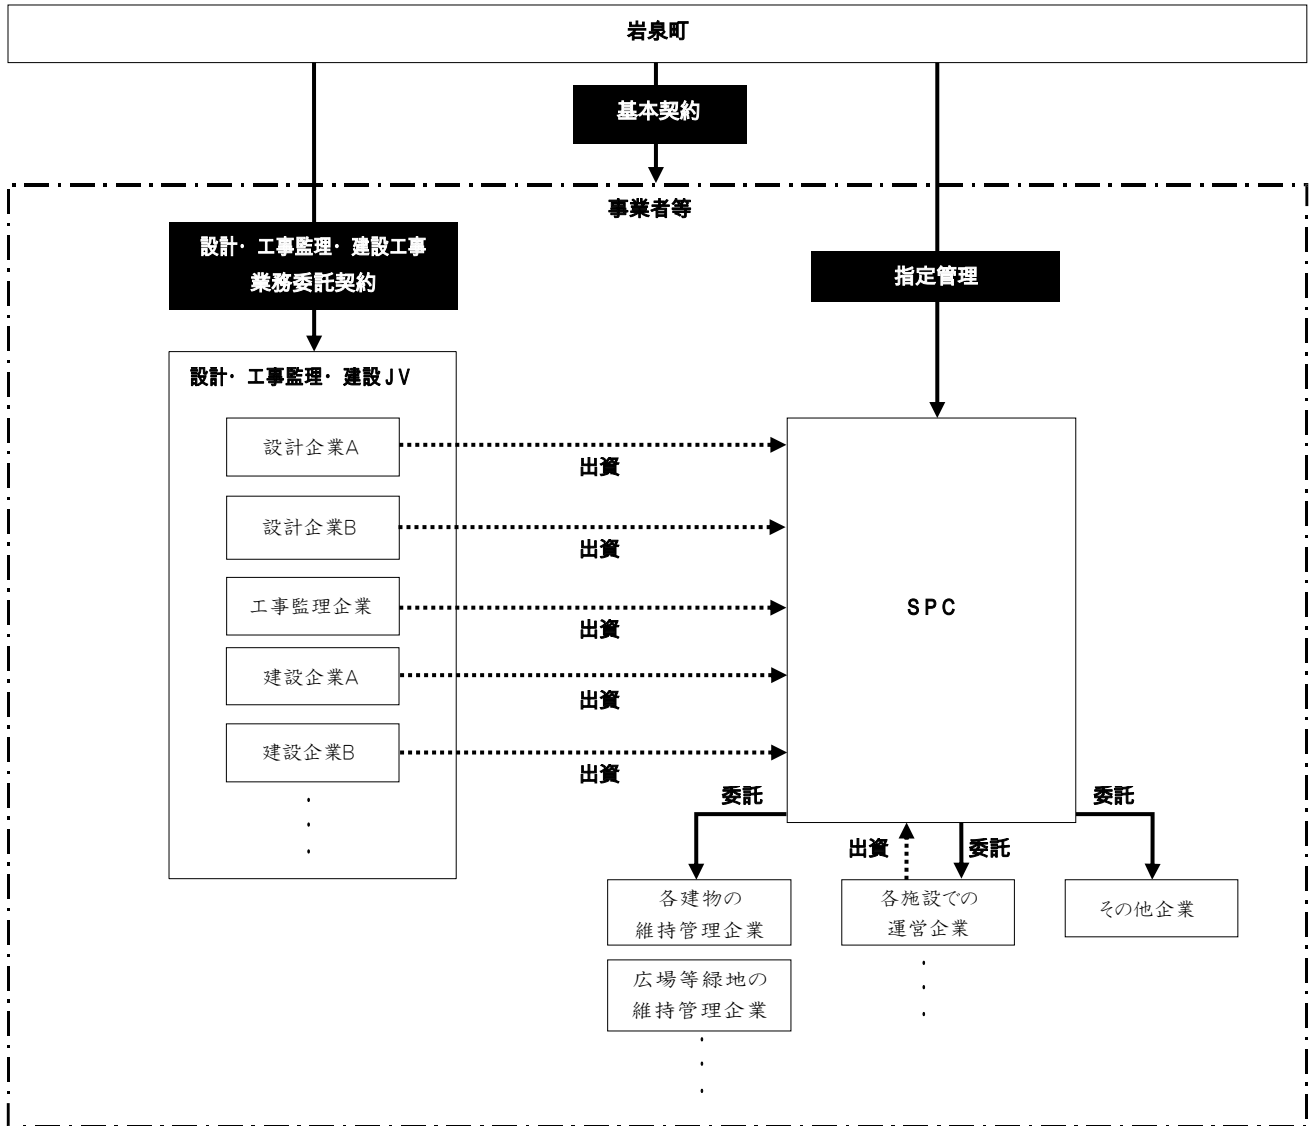 岩泉町
基本契約
事業者等
設計・工事監理・建設工事
業務委託契約
指定管理
設計・工事監理・建設JV
設計企業A
出資
設計企業B
出資
工事監理企業
出資
建設企業A
出資
建設企業B
出資
・
・
・
SPC
委託
出資
委託
委託
各建物の
維持管理企業
広場等緑地の
維持管理企業
・
・
・
各施設での
運営企業
・
・
・
その他企業